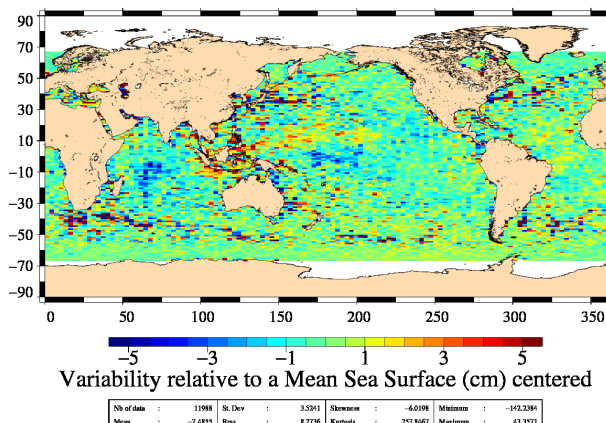 90
70
50
30
10
−10
−30
−50
−70
−90
0 50 100 150 200 250 300 350
−5 −3 −1 1 3 5
Variability relative to a Mean Sea Surface (cm) centered
Nb of data : 11988 St. Dev : 3.5241 Skewness : −6.0198 Minimum : −142.2384
Mean : −7.4855 Rms : 8.2736 Kurtosis : 257.8467 Maximum : 43.3571